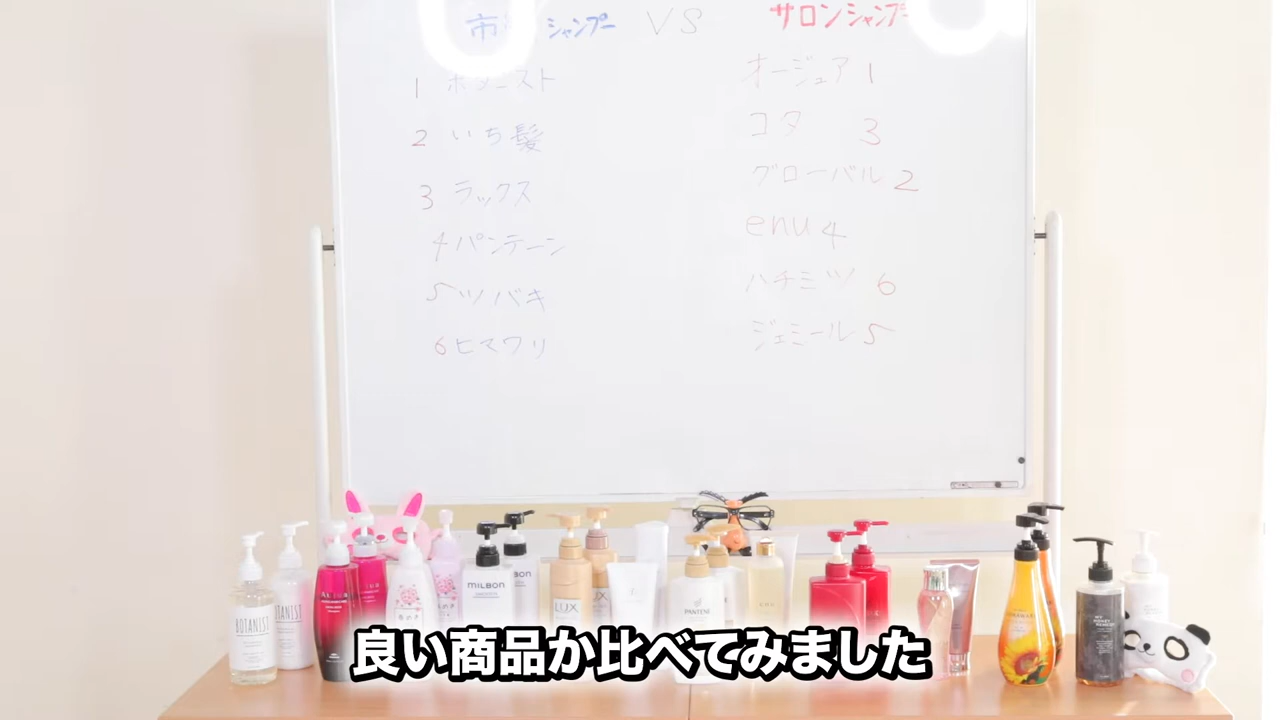 市 シャンプー VS サロンシャンプー
1 ボタニスト
オージュア 1
2 いち髪
コタ 3
3 ラックス
グローバル 2
4 パンテーン
enu 4
5 ツバキ
ハチミツ 6
6 ヒマワリ
ジェミール 5
BOTANIST
BOTANIST
MILBON
LUX
PANTENE
MY HONEY REMEDY
良い商品か比べてみました